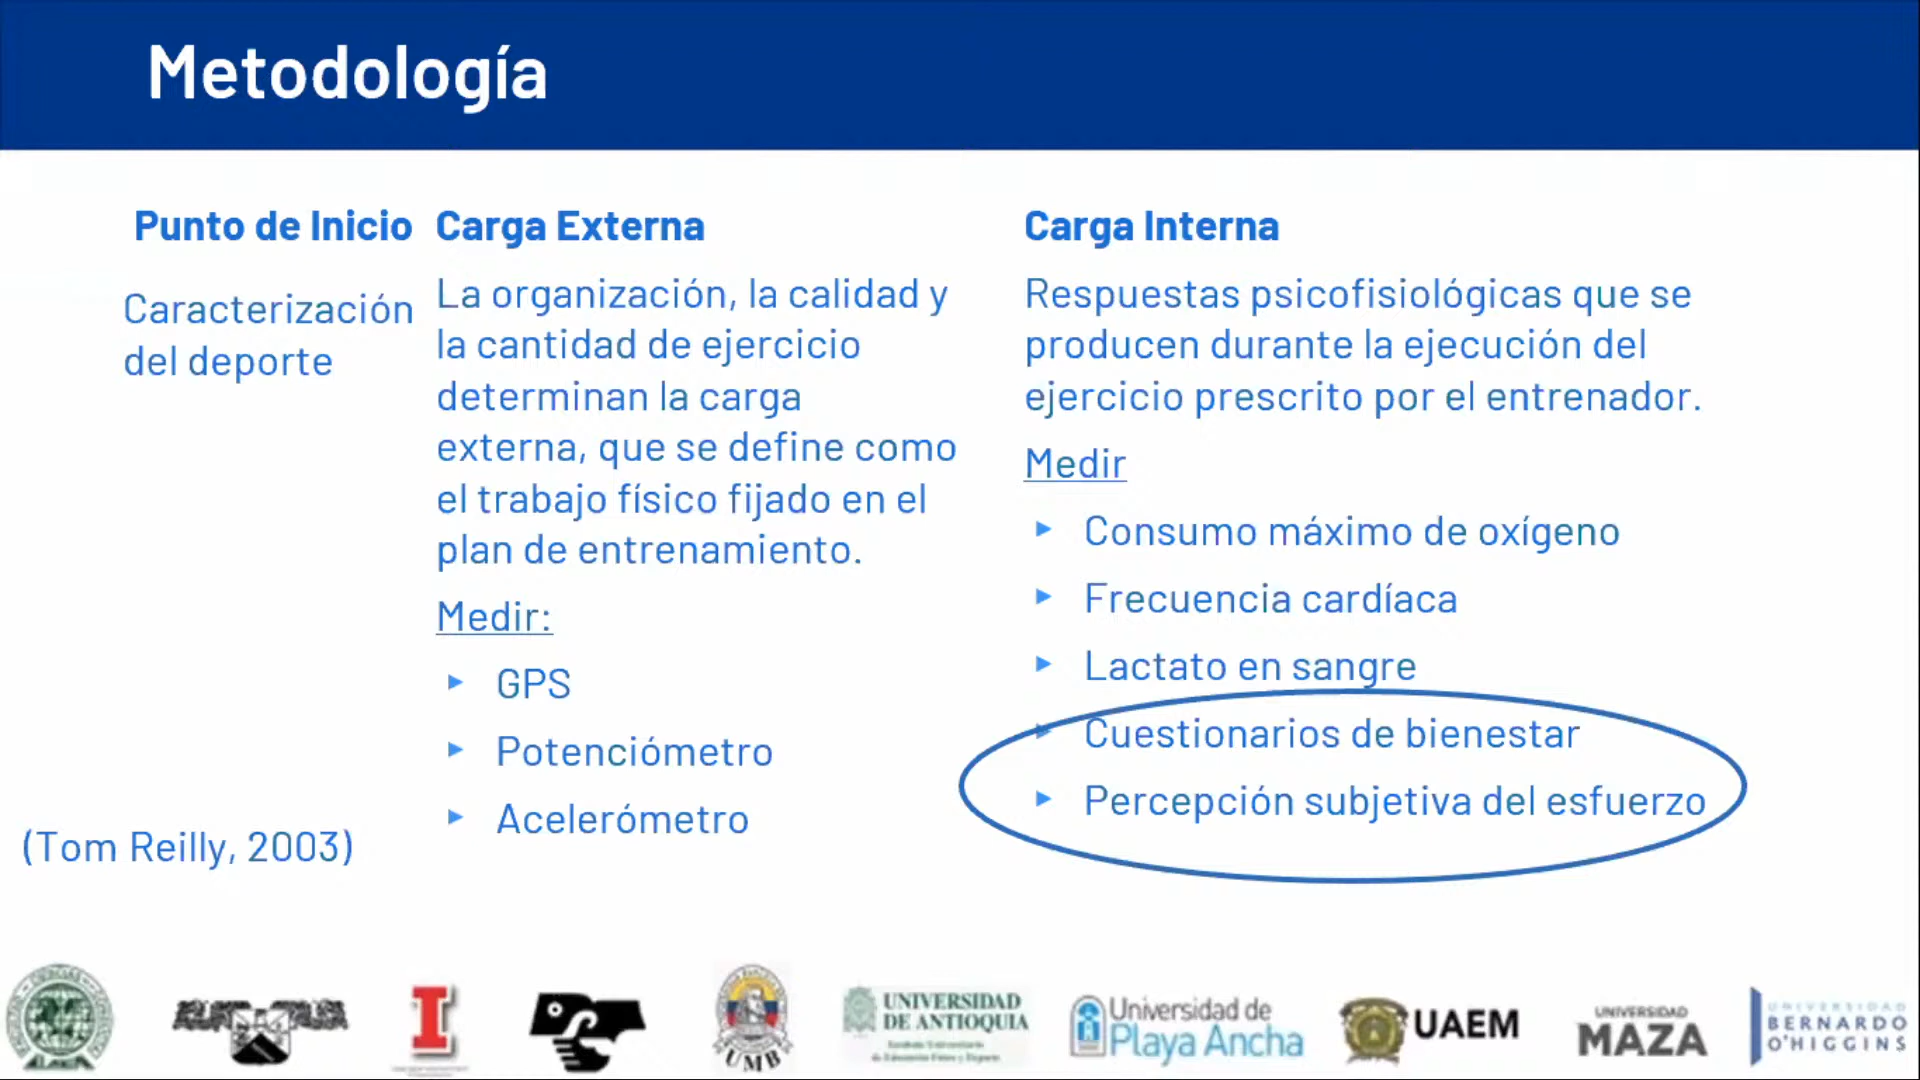 Metodología
Punto de Inicio
Caracterización
del deporte
(Tom Reilly, 2003)
Carga Externa
La organización, la calidad y
la cantidad de ejercicio
determinan la carga
externa, que se define como
el trabajo físico fijado en el
plan de entrenamiento.
Medir:
▸ GPS
▸ Potenciómetro
▸ Acelerómetro
Carga Interna
Respuestas psicofisiológicas que se
producen durante la ejecución del
ejercicio prescrito por el entrenador.
Medir
▸ Consumo máximo de oxígeno
▸ Frecuencia cardíaca
▸ Lactato en sangre
▸ Cuestionarios de bienestar
▸ Percepción subjetiva del esfuerzo
I
UMB
UNIVERSIDAD
DE ANTIOQUIA
Universidad de
Playa Ancha
UAEM
UNIVERSIDAD
MAZA
UNIVERSIDAD
BERNARDO
O'HIGGINS